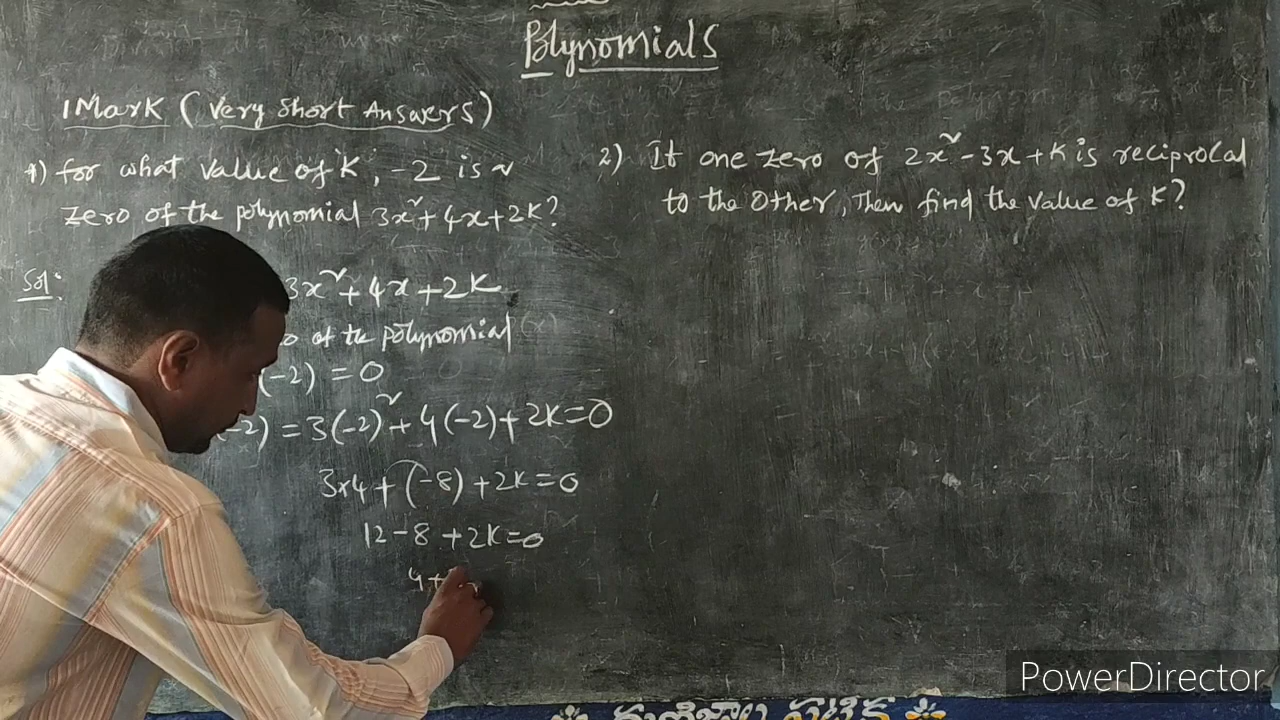 Polynomials
1 Mark (Very Short Answers)
1) for what value of 'K', -2 is a
zero of the polynomial 3x²+4x+2K?
Sol:
3x²+4x+2K
of the polynomial
(-2) = 0
(-2) = 3(-2)²+4(-2)+2K=0
3x4+(-8)+2K=0
12-8+2K=0
4+
2) If one zero of 2x²-3x+K is reciprocal
to the other, Then find the value of K?
PowerDirector